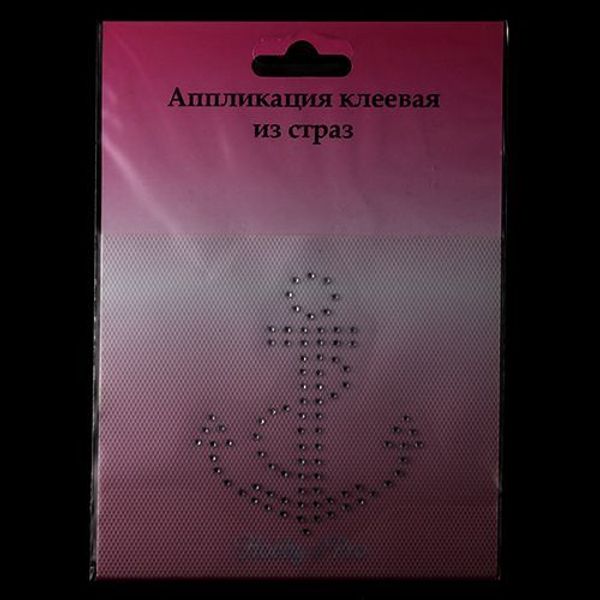 Аппликация клеевая
из страз